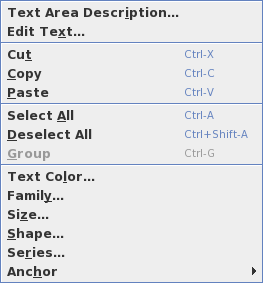 Text Area Description...
Edit Text...
Cut Ctrl-X
Copy Ctrl-C
Paste Ctrl-V
Select All Ctrl-A
Deselect All Ctrl+Shift-A
Group Ctrl-G
Text Color...
Family...
Size...
Shape...
Series...
Anchor